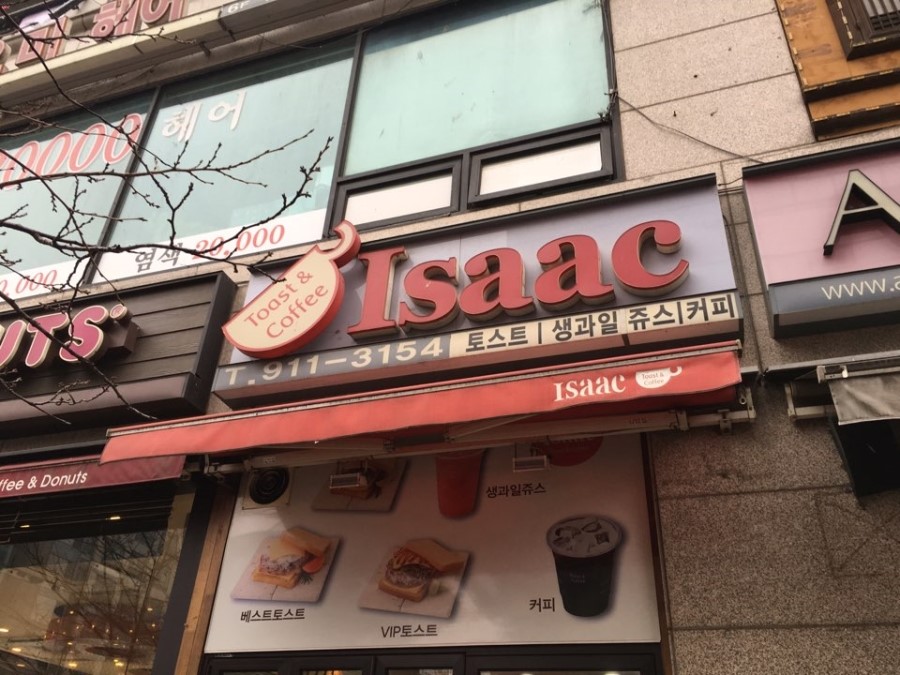 헤어
염색 20,000
Toast &
Coffee
Isaac
T.911-3154
토스트 | 생과일 쥬스|커피
Isaac
Toast &
Coffee
& Donuts
생과일쥬스
베스트토스트
VIP토스트
커피